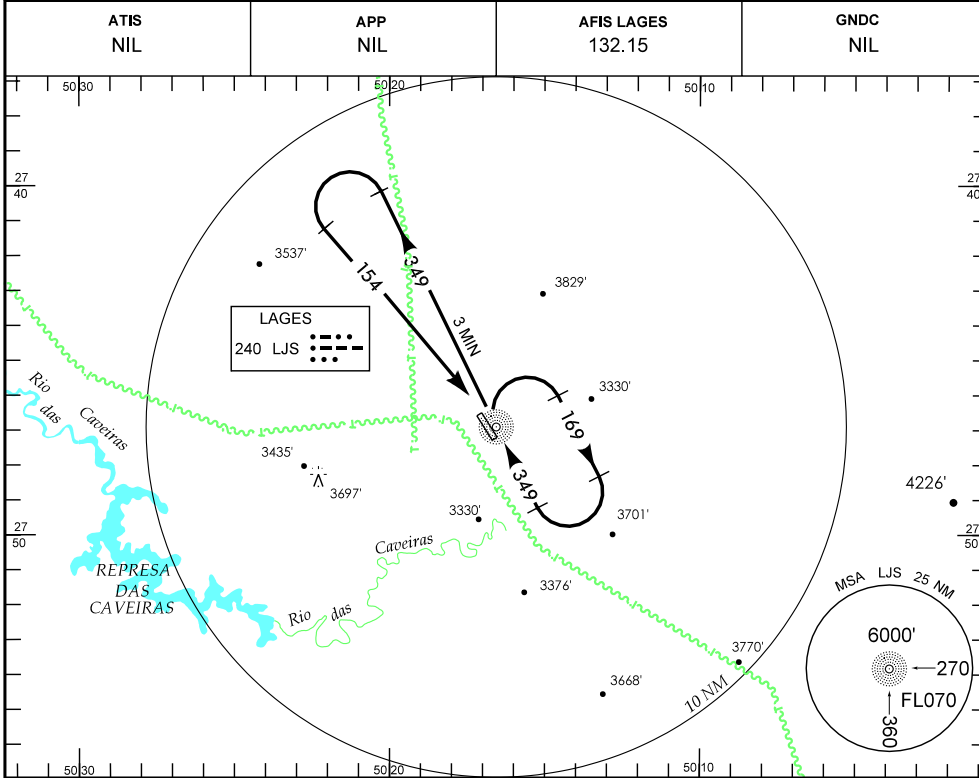 ATIS
NIL
APP
NIL
AFIS LAGES
132.15
GNDC
NIL
50 30
50 20
50 10
27
40
27
40
3537'
154
349
3829'
LAGES
240 LJS
3 MIN
3330'
Rio
das
Caveiras
169
349
3435'
3697'
3330'
3701'
4226'
27
50
27
50
Caveiras
REPRESA
DAS
CAVEIRAS
3376'
Rio
das
MSA LJS 25 NM
6000'
270
FL070
360
3770'
3668'
10 NM
50 30
50 20
50 10